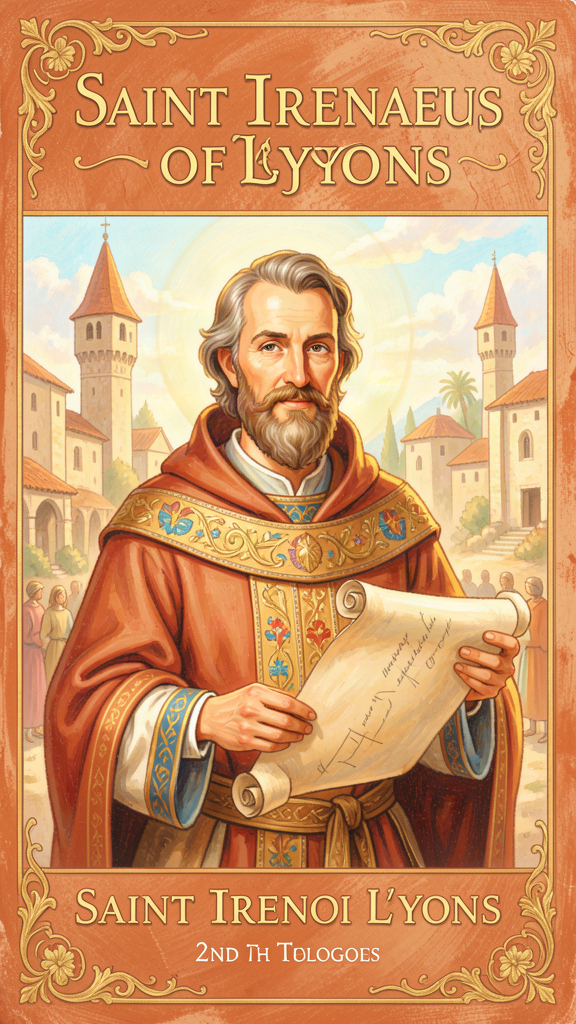 SAINT IRENAEUS
OF LYYONS
SAINT IRENOI L'YONS
2ND TH TOLOGOES